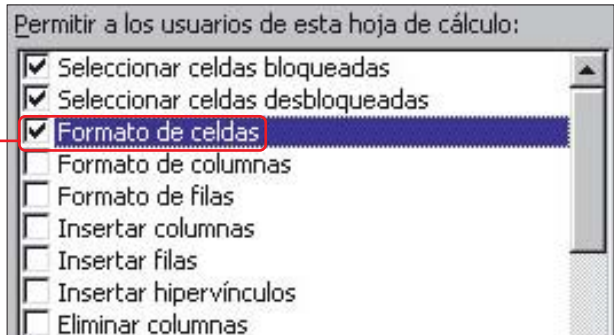 Permitir a los usuarios de esta hoja de cálculo:
Seleccionar celdas bloqueadas
Seleccionar celdas desbloqueadas
Formato de celdas
Formato de columnas
Formato de filas
Insertar columnas
Insertar filas
Insertar hipervínculos
Eliminar columnas